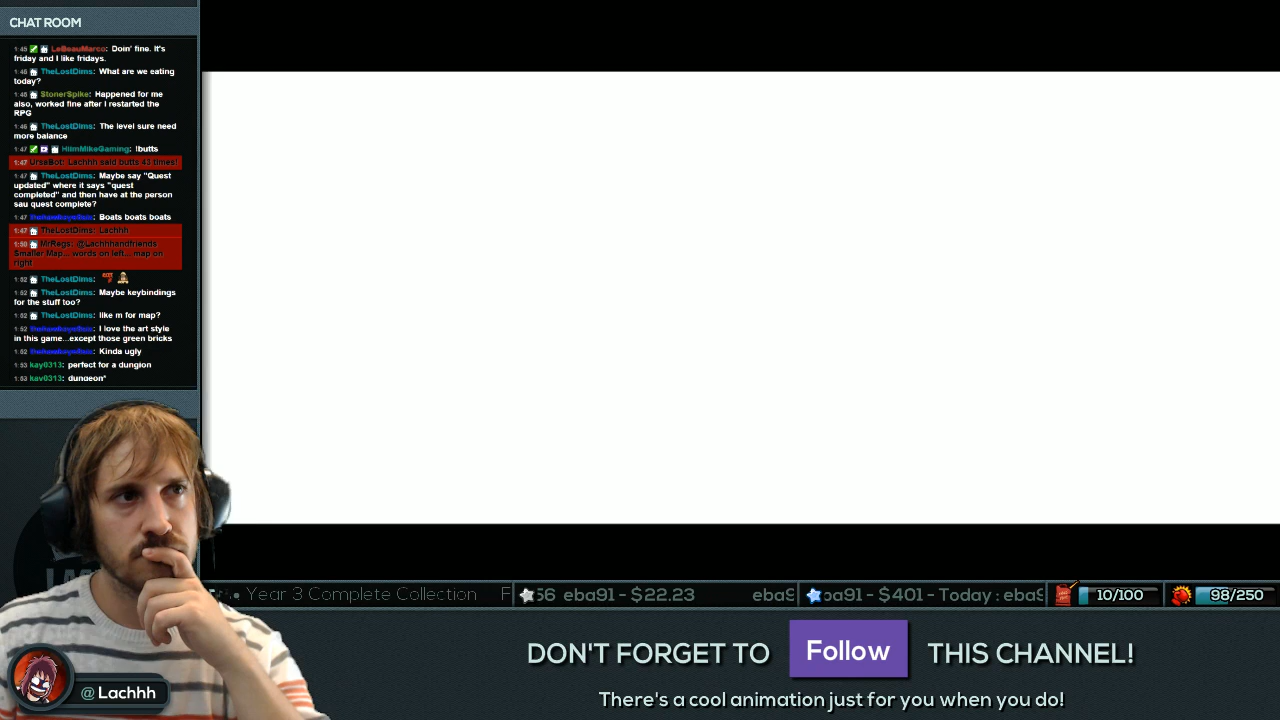 CHAT ROOM
1:45 LeBeauMarco: Doin' fine. It's
friday and I like fridays.
1:46 TheLostDims: What are we eating
today?
1:46 StonerSpike: Happened for me
also, worked fine after I restarted the
RPG
1:46 TheLostDims: The level sure need
more balance
1:47 HiImMikeGaming: !butts
1:47 UrsaBot: Lachhh said butts 43 times!
1:47 TheLostDims: Maybe say "Quest
updated" where it says "quest
completed" and then have at the person
sau quest complete?
1:47 Boats boats boats
1:47 TheLostDims: Lachhh
1:50 MrRegs: @Lachhhandfriends
Smaller Map... words on left... map on
right
1:52 TheLostDims:
1:52 TheLostDims: Maybe keybindings
for the stuff too?
1:52 TheLostDims: like m for map?
1:52 I love the art style
in this game...except those green bricks
1:52 Kinda ugly
1:53 kay0313: perfect for a dungion
1:53 kay0313: dungeon*
• Year 3 Complete Collection F
56 eba91 - $22.23 eba9
ba91 - $401 - Today : eba9
10/100
98/250
DON'T FORGET TO Follow THIS CHANNEL!
There's a cool animation just for you when you do!
@ Lachhh